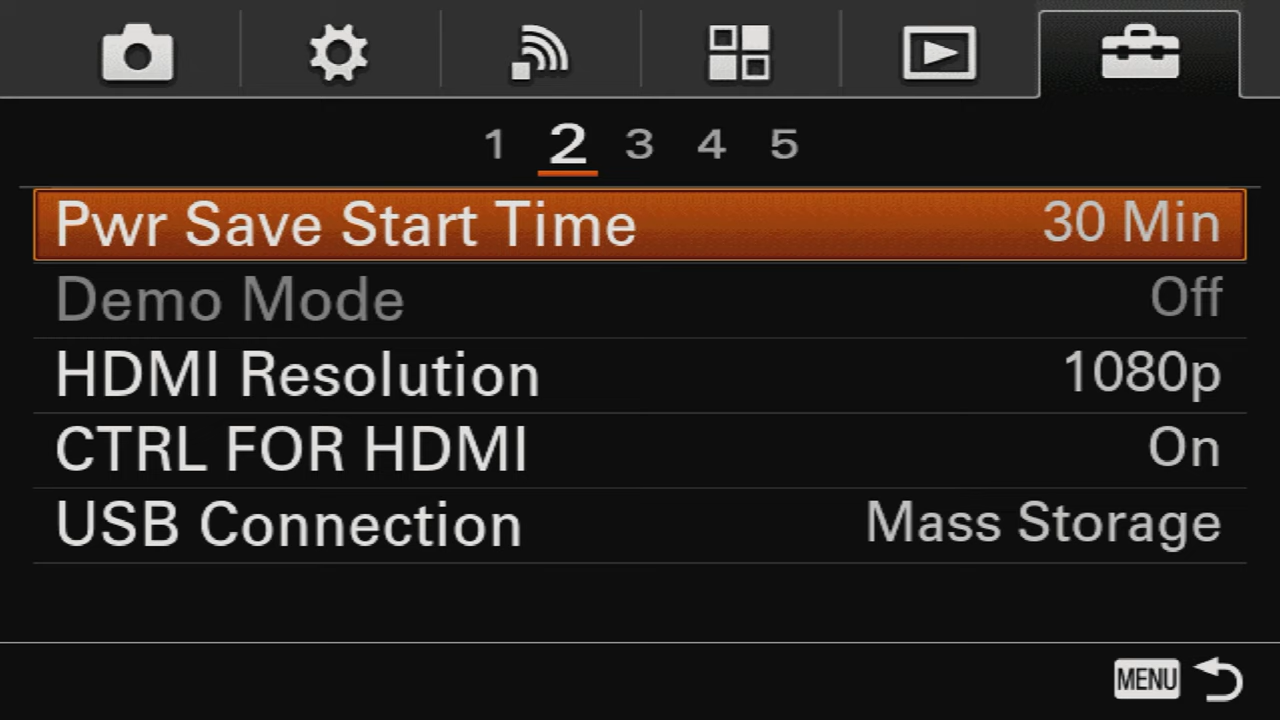 1 2 3 4 5
Pwr Save Start Time 30 Min
Demo Mode Off
HDMI Resolution 1080p
CTRL FOR HDMI On
USB Connection Mass Storage
MENU